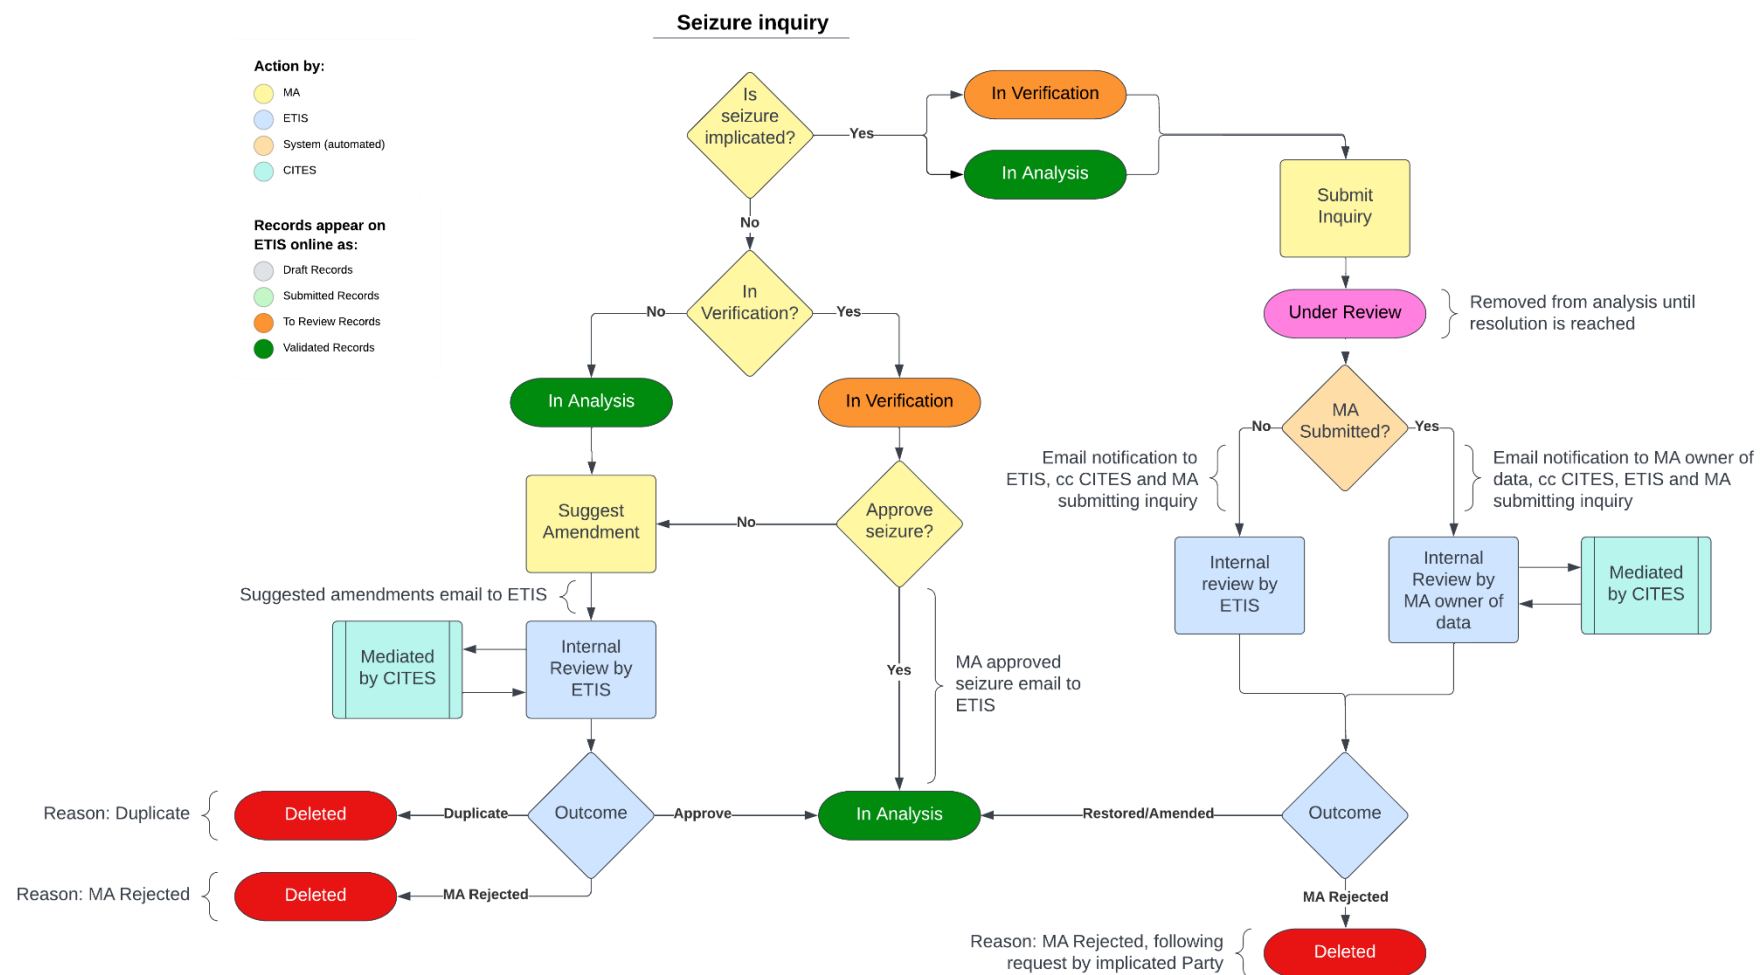 Seizure inquiry
Action by:
MA
ETIS
System (automated)
CITES
Records appear on
ETIS online as:
Draft Records
Submitted Records
To Review Records
Validated Records
Is
seizure
implicated?
Yes
In Verification
In Analysis
Submit
Inquiry
No
In
Verification?
No
Yes
Under Review
Removed from analysis until
resolution is reached
In Analysis
In Verification
MA
Submitted?
No
Yes
Email notification to
ETIS, cc CITES and MA
submitting inquiry
Email notification to MA owner of
data, cc CITES, ETIS and MA
submitting inquiry
Suggest
Amendment
No
Approve
seizure?
Internal
review by
ETIS
Internal
Review by
MA owner of
data
Mediated
by CITES
Suggested amendments email to ETIS
Mediated
by CITES
Internal
Review by
ETIS
Yes
MA approved
seizure email to
ETIS
Reason: Duplicate
Deleted
Duplicate
Outcome
Approve
In Analysis
Restored/Amended
Outcome
Reason: MA Rejected
Deleted
MA Rejected
MA Rejected
Reason: MA Rejected, following
request by implicated Party
Deleted